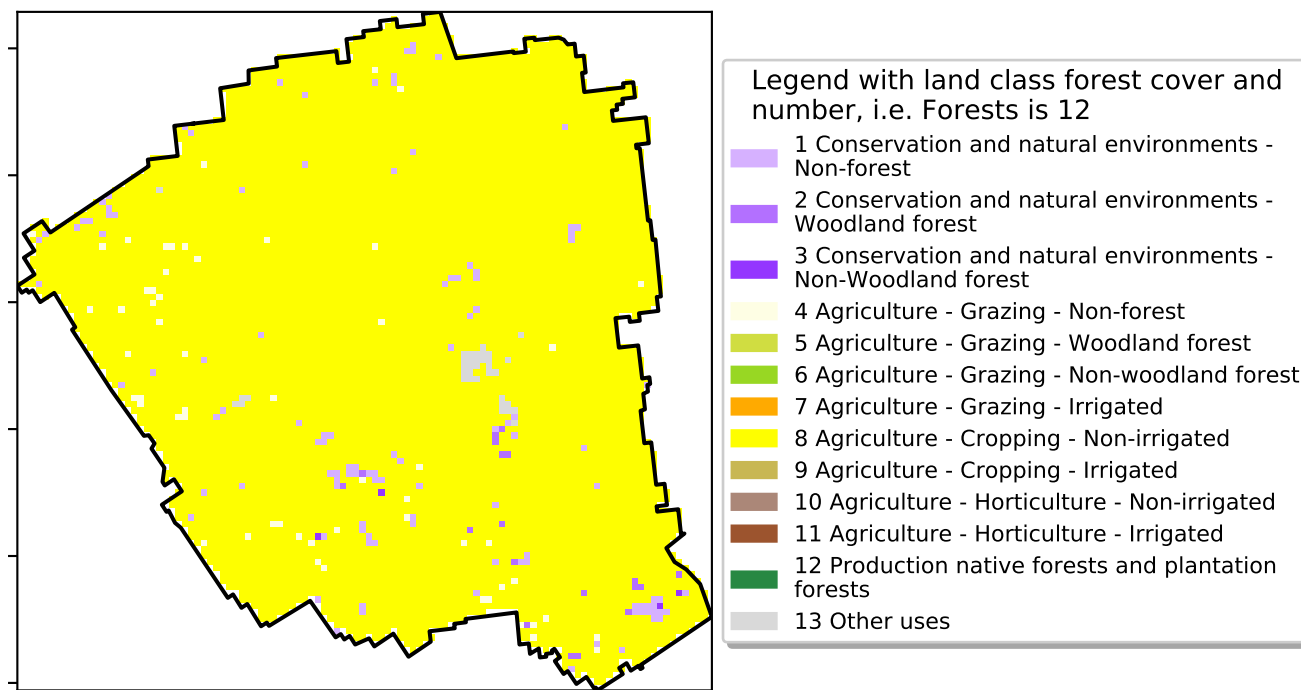 Legend with land class forest cover and
number, i.e. Forests is 12
1 Conservation and natural environments -
Non-forest
2 Conservation and natural environments -
Woodland forest
3 Conservation and natural environments -
Non-Woodland forest
4 Agriculture - Grazing - Non-forest
5 Agriculture - Grazing - Woodland forest
6 Agriculture - Grazing - Non-woodland forest
7 Agriculture - Grazing - Irrigated
8 Agriculture - Cropping - Non-irrigated
9 Agriculture - Cropping - Irrigated
10 Agriculture - Horticulture - Non-irrigated
11 Agriculture - Horticulture - Irrigated
12 Production native forests and plantation
forests
13 Other uses